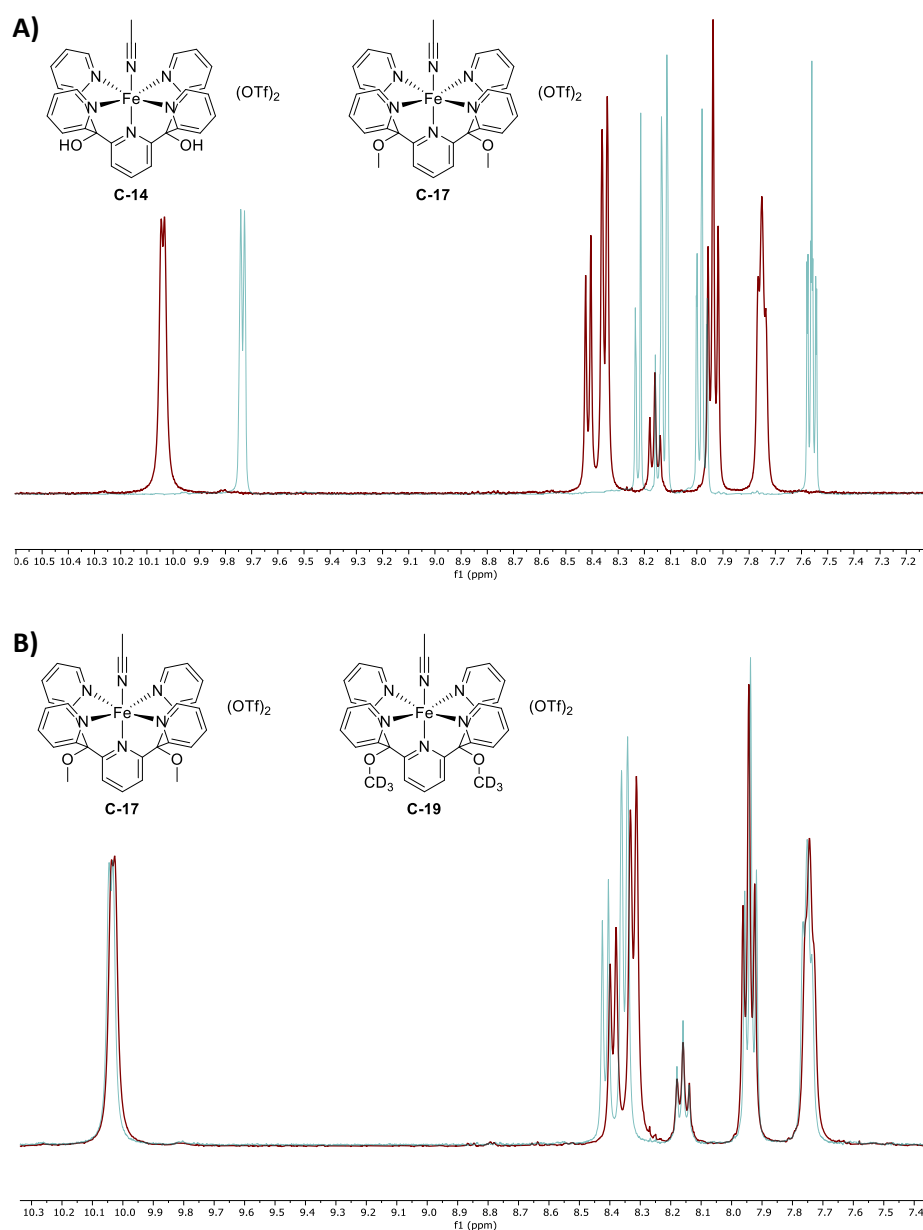 A)
N
N
N
Fe
(OTf)2
N
N
N
HO
OH
C-14
N
N
N
Fe
(OTf)2
N
N
N
O
O
C-17
0.6 10.5 10.4 10.3 10.2 10.1 10.0 9.9 9.8 9.7 9.6 9.5 9.4 9.3 9.2 9.1 9.0 8.9 8.8 8.7 8.6 8.5 8.4 8.3 8.2 8.1 8.0 7.9 7.8 7.7 7.6 7.5 7.4 7.3 7.2
f1 (ppm)
B)
N
N
N
Fe
(OTf)2
N
N
N
O
O
C-17
N
N
N
Fe
(OTf)2
N
N
N
O
O
CD3
CD3
C-19
10.3 10.2 10.1 10.0 9.9 9.8 9.7 9.6 9.5 9.4 9.3 9.2 9.1 9.0 8.9 8.8 8.7 8.6 8.5 8.4 8.3 8.2 8.1 8.0 7.9 7.8 7.7 7.6 7.5 7.4
f1 (ppm)